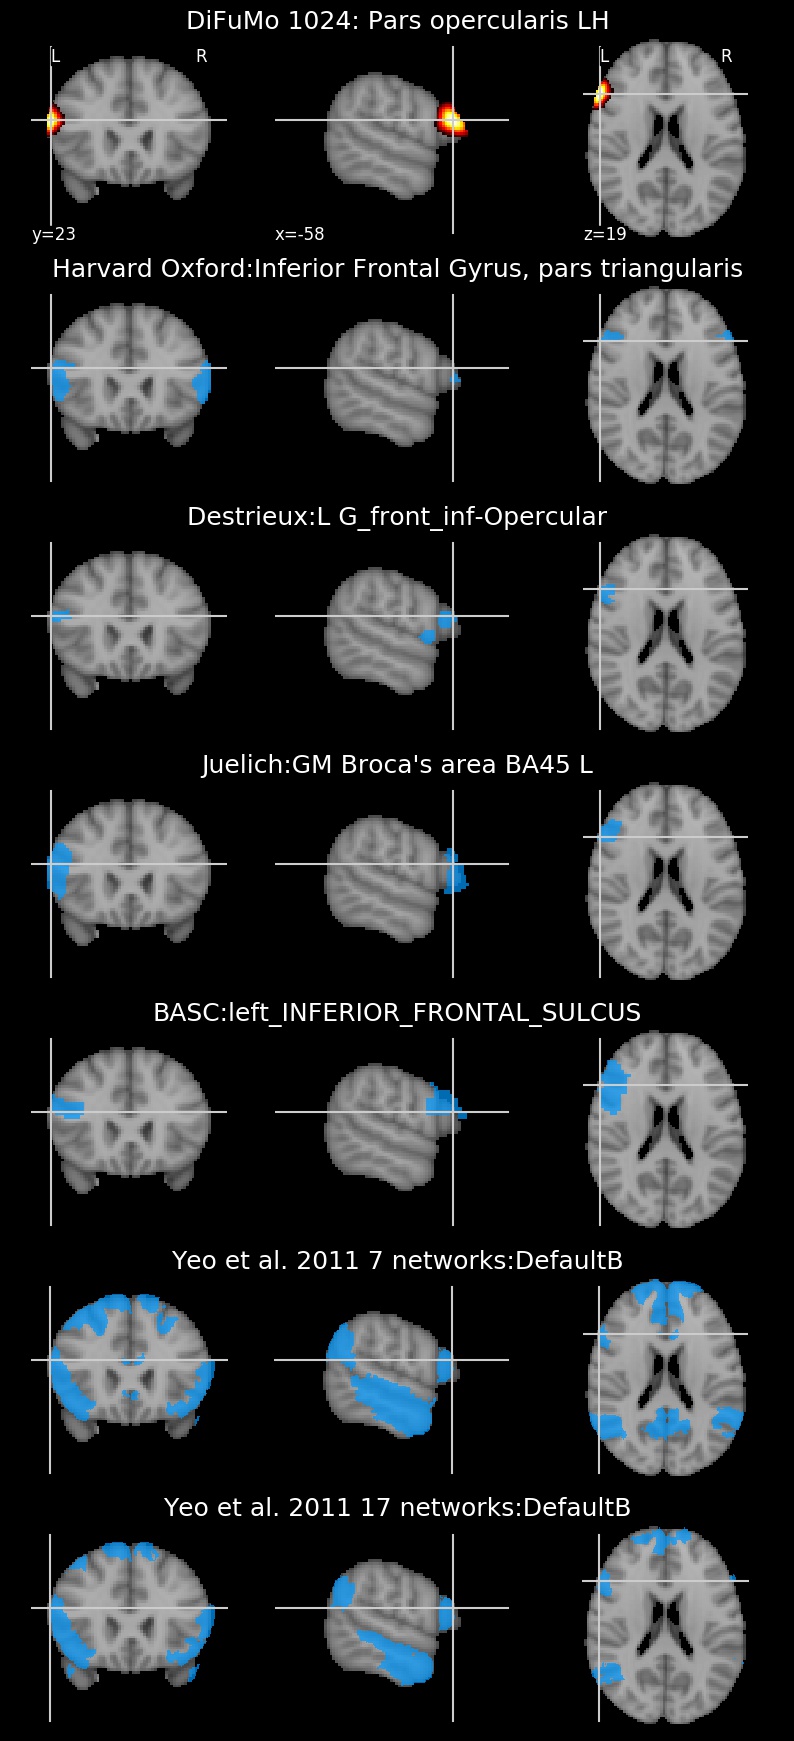 DiFuMo 1024: Pars opercularis LH
L R L R
y=23 x=-58 z=19
Harvard Oxford:Inferior Frontal Gyrus, pars triangularis
Destrieux:L G_front_inf-Opercular
Juelich:GM Broca's area BA45 L
BASC:left_INFERIOR_FRONTAL_SULCUS
Yeo et al. 2011 7 networks:DefaultB
Yeo et al. 2011 17 networks:DefaultB